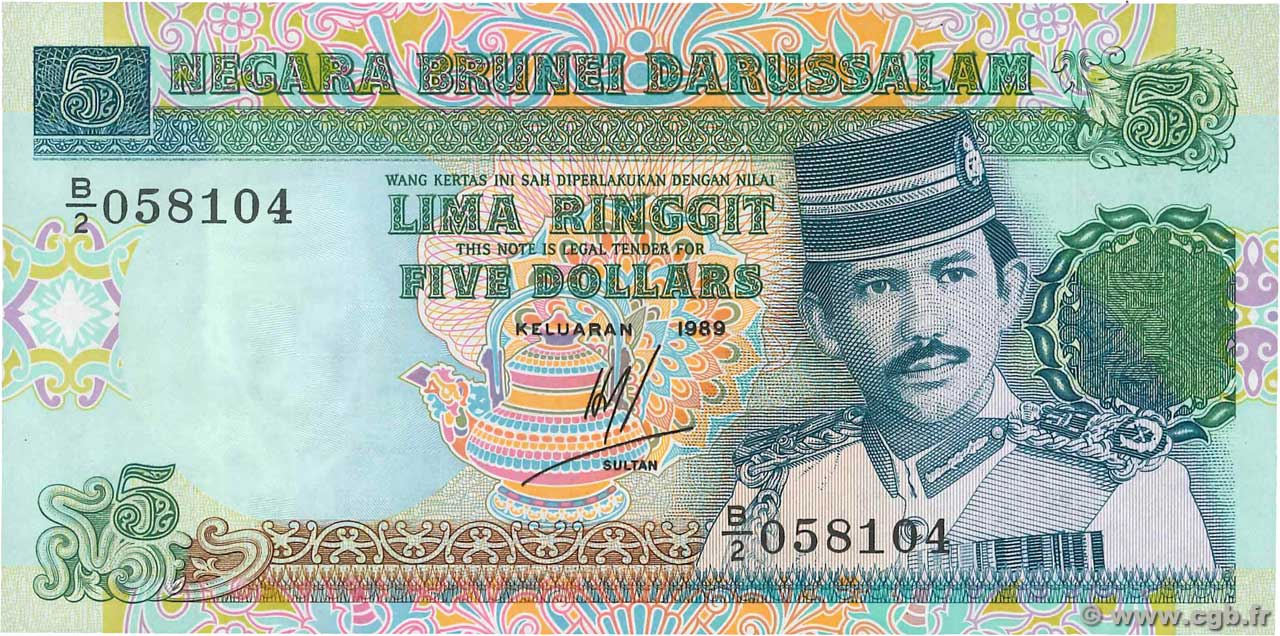 5
NEGARA BRUNEI DARUSSALAM
5
B/2 058104
WANG KERTAS INI SAH DIPERLAKUKAN DENGAN NILAI
LIMA RINGGIT
THIS NOTE IS LEGAL TENDER FOR
FIVE DOLLARS
KELUARAN 1989
SULTAN
5
B/2 058104
© www.cgb.fr